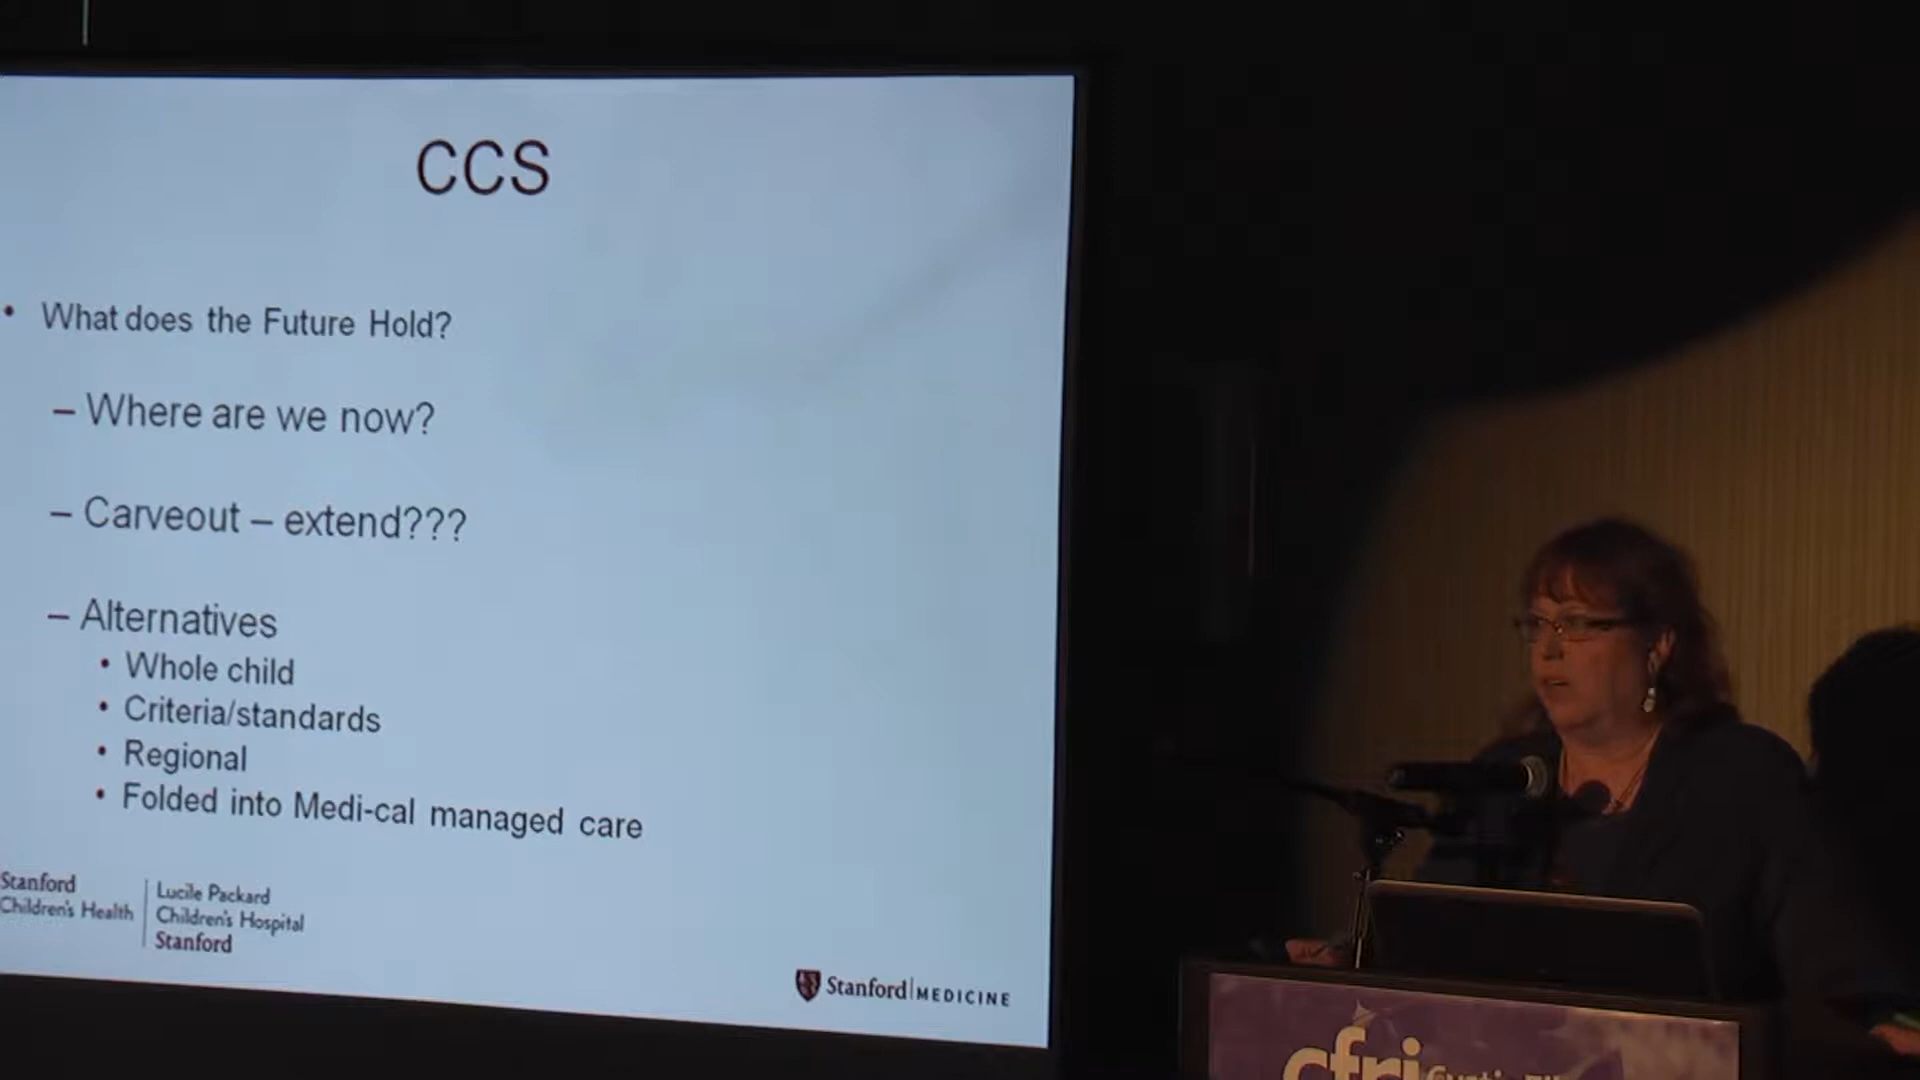 CCS
• What does the Future Hold?
– Where are we now?
– Carveout – extend???
– Alternatives
• Whole child
• Criteria/standards
• Regional
• Folded into Medi-cal managed care
Stanford
Children's Health
Lucile Packard
Children's Hospital
Stanford
Stanford MEDICINE
cfri